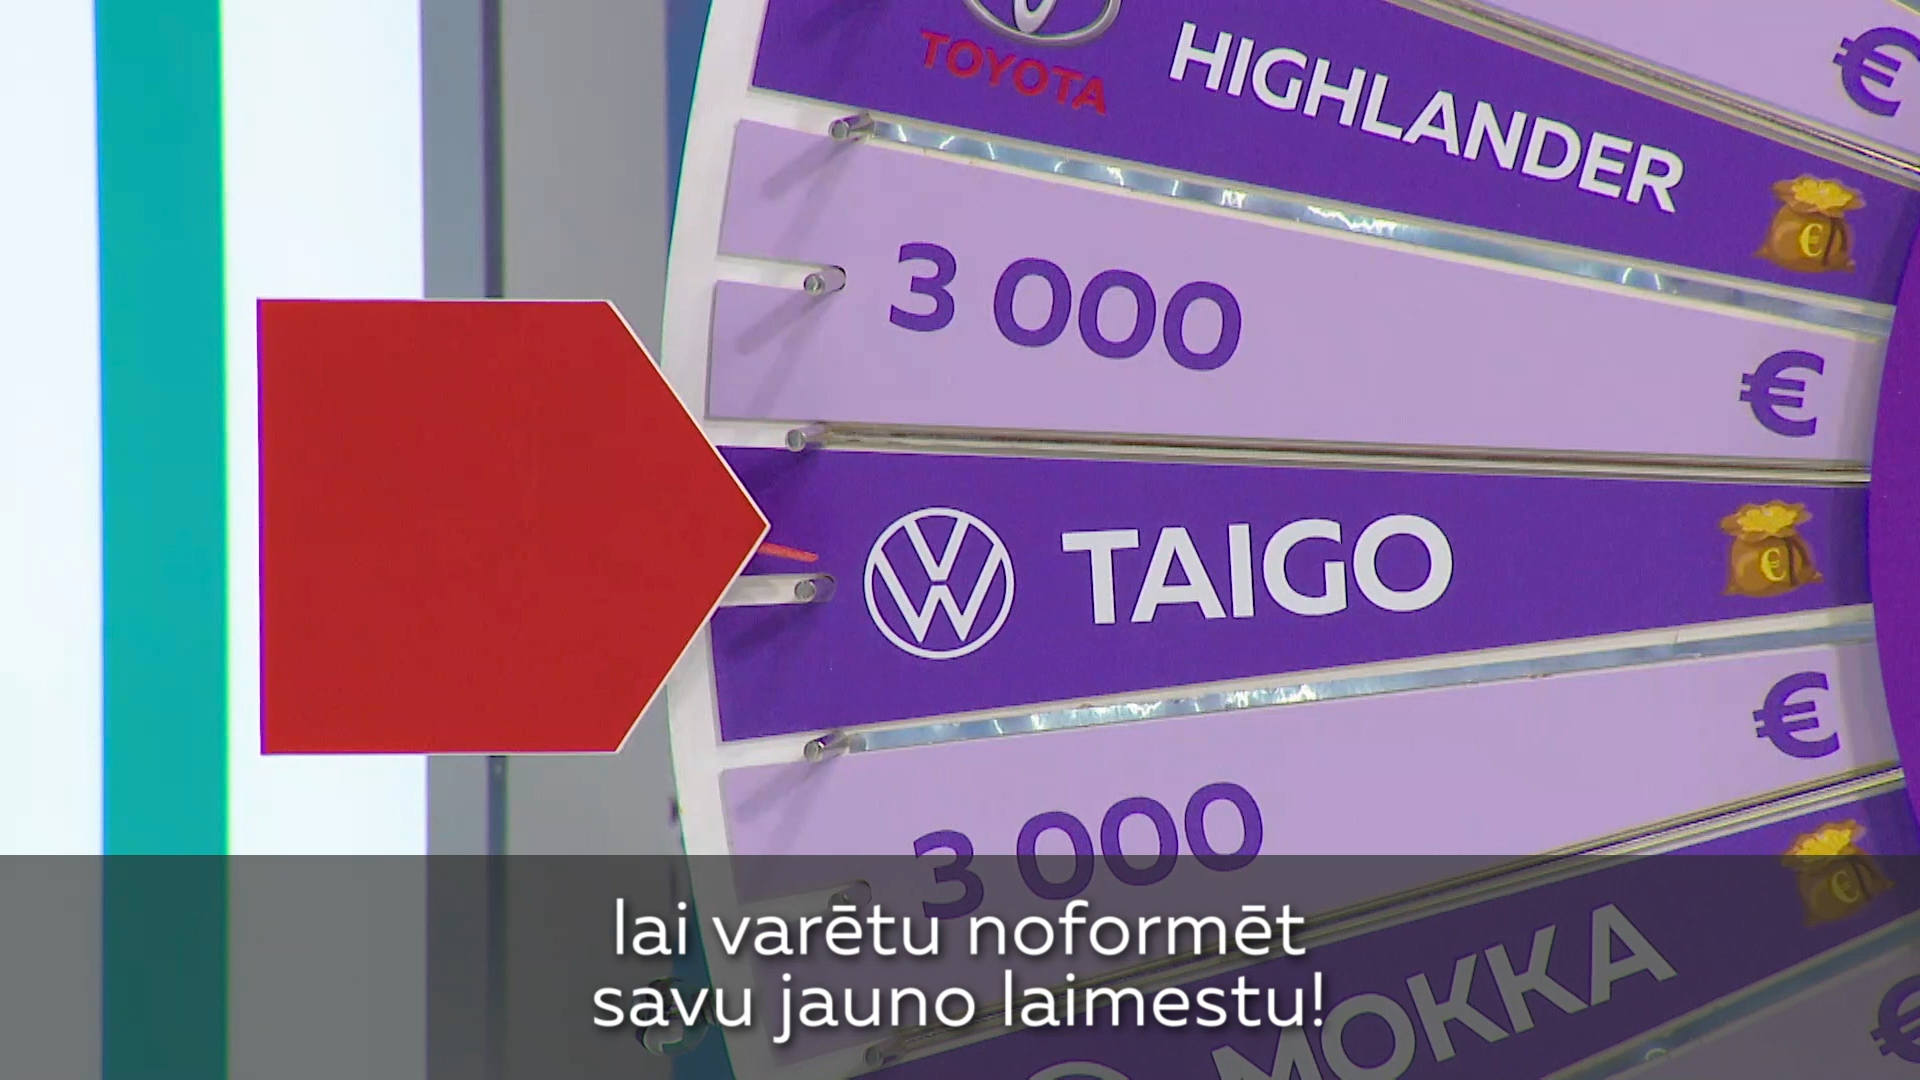 TOYOTA
HIGHLANDER
€
3 000
€
TAIGO
€
3 000
MOKKA
€
lai varētu noformēt
savu jauno laimestu!